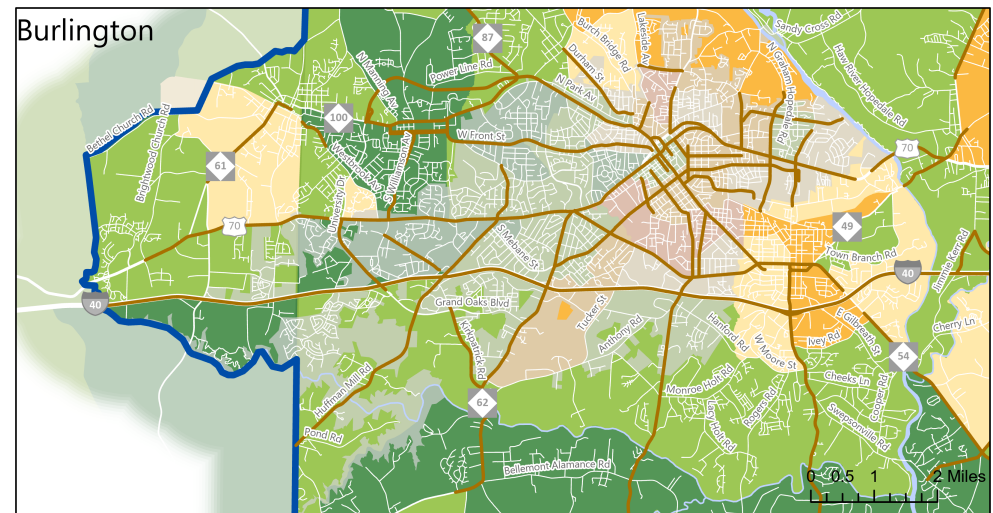 Burlington
87
Power Line Rd
N Manning Av
Burch Bridge Rd
Durham St
Lakeside Av
Sandy Cross Rd
N Graham Hopedale Rd
Haw River Hopedale Rd
N Park Av
100
Bethel Church Rd
Brightwood Church Rd
W Front St
Westbrook Av
S Williamson Av
61
70
University Dr
70
S Mebane St
49
Town Branch Rd
Jimmie Kerr Rd
40
40
Grand Oaks Blvd
Kirkpatrick Rd
Tucker St
Anthony Rd
Hanford Rd
W Moore St
Ivey Rd
E Gilbreath St
Cherry Ln
54
Huffman Mill Rd
Pond Rd
62
Monroe Holt Rd
Lacy Holt Rd
Rogers Rd
Cheeks Ln
Cooper Rd
Swepsonville Rd
Bellemont Alamance Rd
0 0.5 1 2 Miles